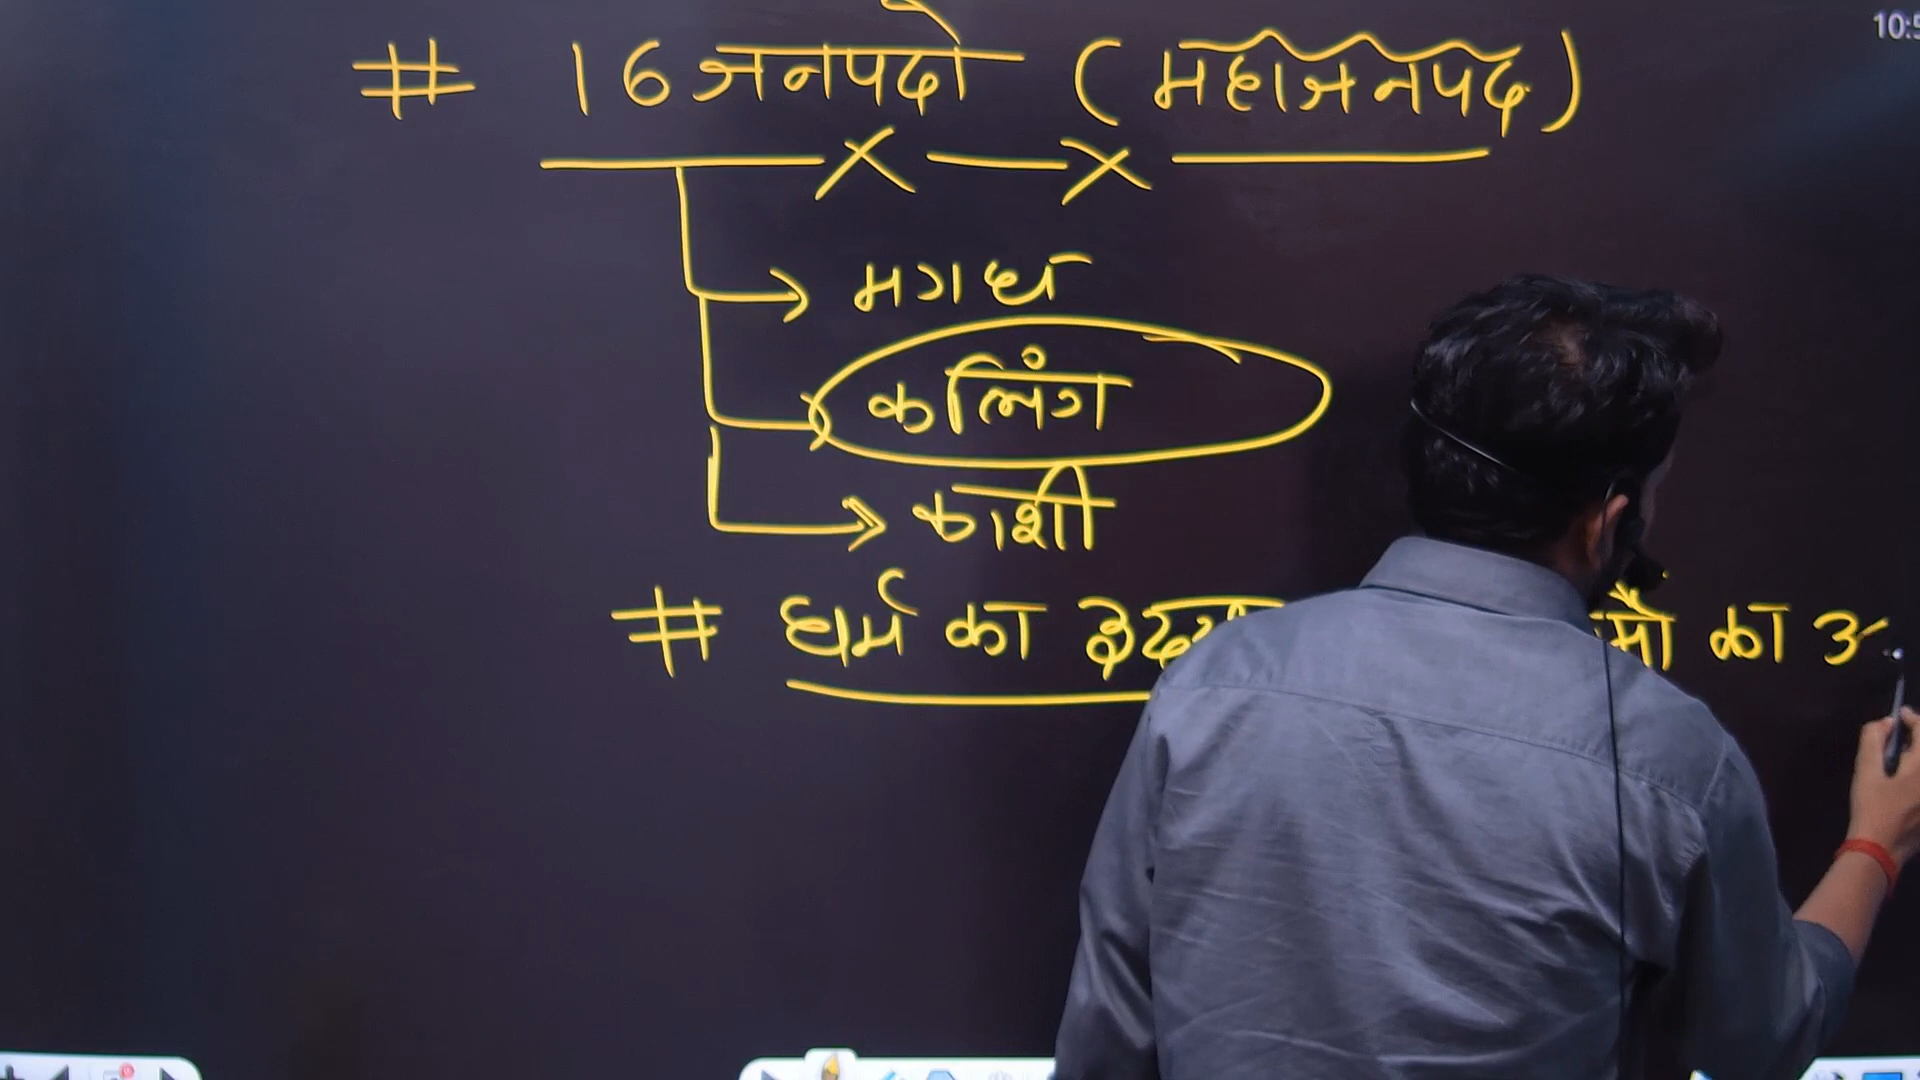 # 16 जनपदो (महाजनपद)
मगध
कलिंग
काशी
# धर्म का का